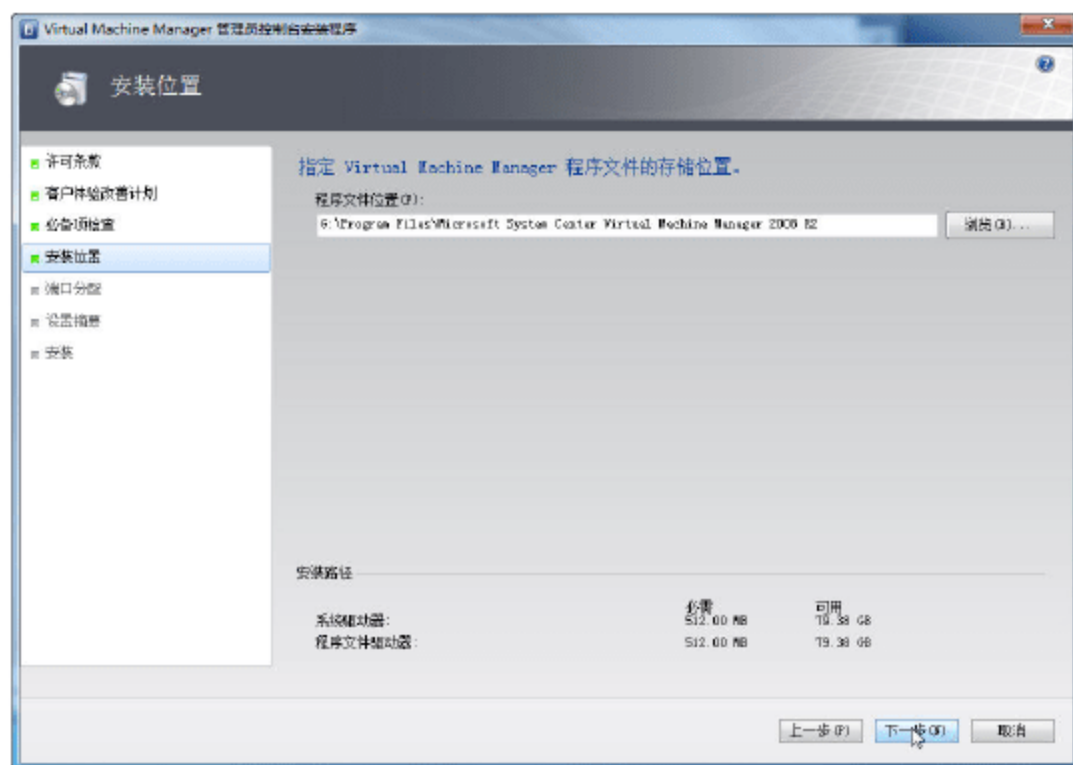 Virtual Machine Manager 管理员控制台安装程序
安装位置
许可条款
客户体验改善计划
必备项检查
安装位置
端口分配
设置摘要
安装
指定 Virtual Machine Manager 程序文件的存储位置。
程序文件位置(P):
G:\Program Files\Microsoft System Center Virtual Machine Manager 2008 R2
浏览(B)...
安装路径
必需 可用
系统驱动器: 512.00 MB 79.38 GB
程序文件驱动器: 512.00 MB 79.38 GB
上一步(P) 下一步(N) 取消